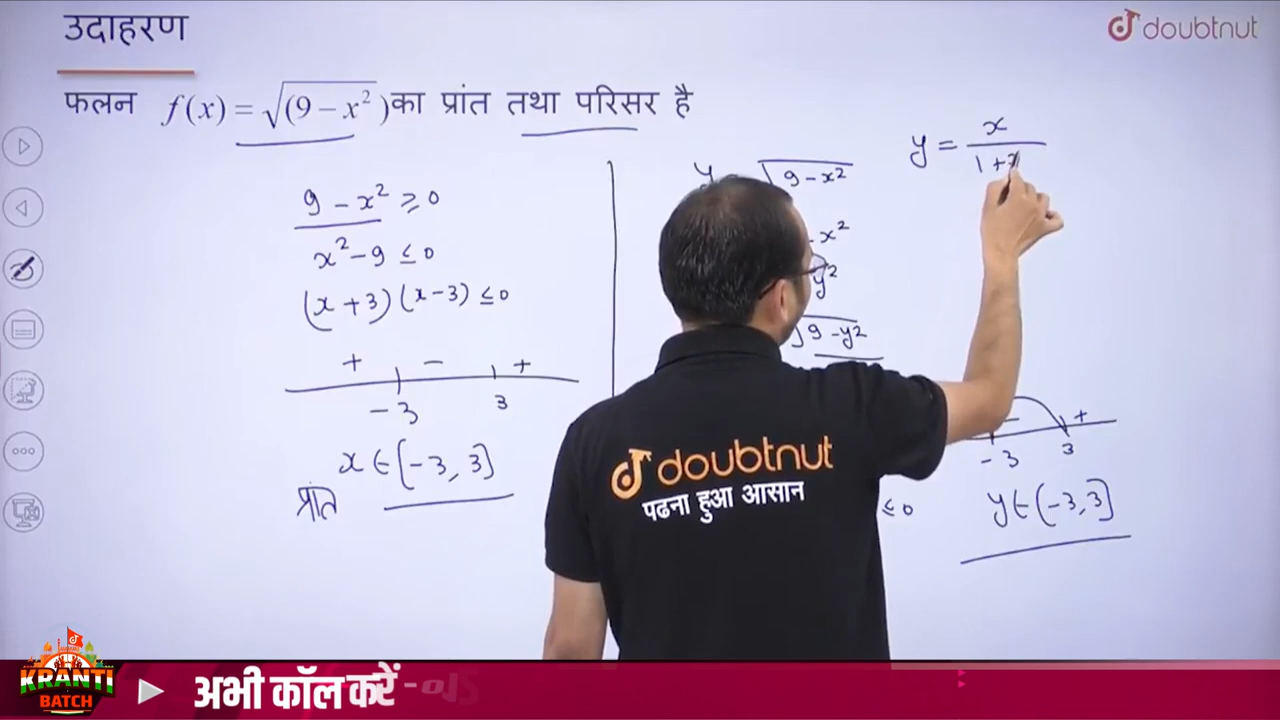 उदाहरण
doubtnut
फलन f(x) = √(9 − x²) का प्रांत तथा परिसर है
9 − x² ≥ 0
x² − 9 ≤ 0
(x + 3) (x − 3) ≤ 0
+ − +
−3 3
x ∈ [−3, 3]
प्रांत
√9 − x²
− x²
y²
√9 − y²
− +
−3 3
≤ 0
y ∈ [−3, 3]
y = x
1 + x
doubtnut
पढना हुआ आसान
KRANTI
BATCH
अभी कॉल करें